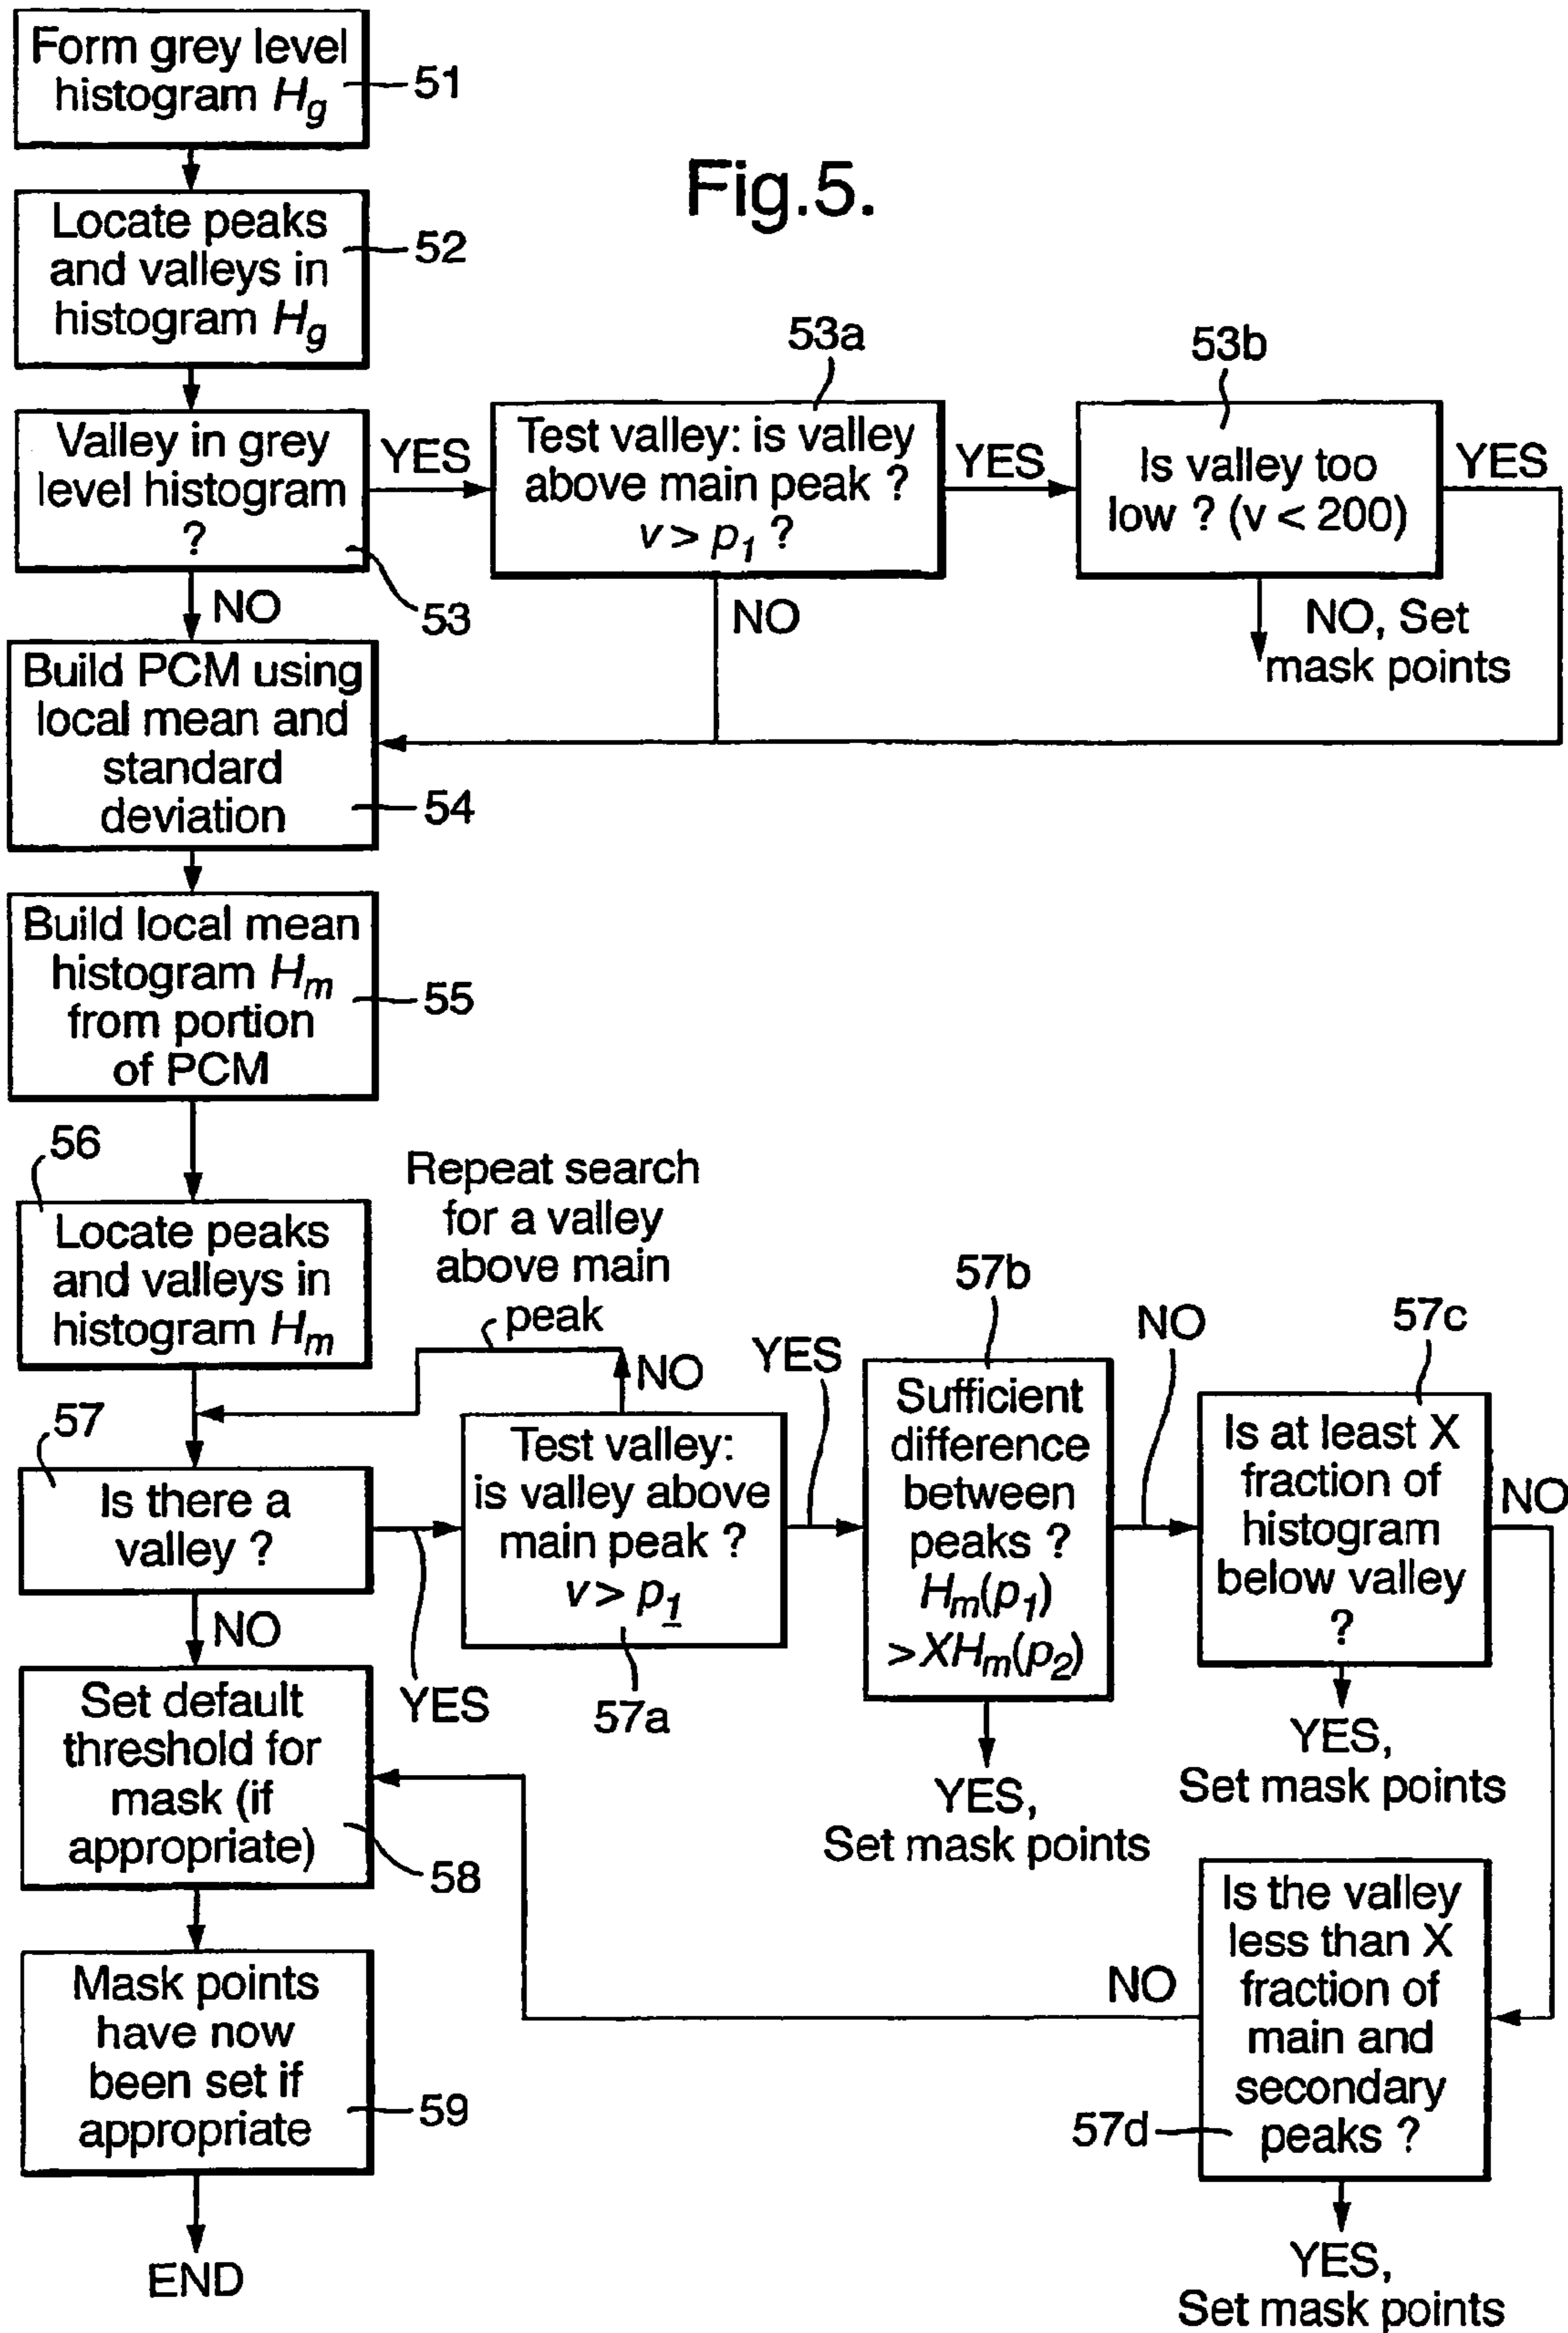 Form grey level
histogram Hg
51
Fig.5.
Locate peaks
and valleys in
histogram Hg
52
Valley in grey
level histogram
?
53
YES
NO
53a
Test valley: is valley
above main peak ?
v > p1 ?
YES
NO
53b
Is valley too
low ? (v < 200)
YES
NO, Set
mask points
Build PCM using
local mean and
standard
deviation
54
Build local mean
histogram Hm
from portion
of PCM
55
56
Locate peaks
and valleys in
histogram Hm
Repeat search
for a valley
above main
peak
57
Is there a
valley ?
YES
NO
Test valley:
is valley above
main peak ?
v > p1
57a
NO
YES
57b
Sufficient
difference
between
peaks ?
Hm(p1)
>XHm(p2)
NO
YES,
Set mask points
57c
Is at least X
fraction of
histogram
below valley
?
NO
YES,
Set mask points
Is the valley
less than X
fraction of
main and
secondary
peaks ?
57d
NO
YES,
Set mask points
Set default
threshold for
mask (if
appropriate)
58
Mask points
have now
been set if
appropriate
59
END